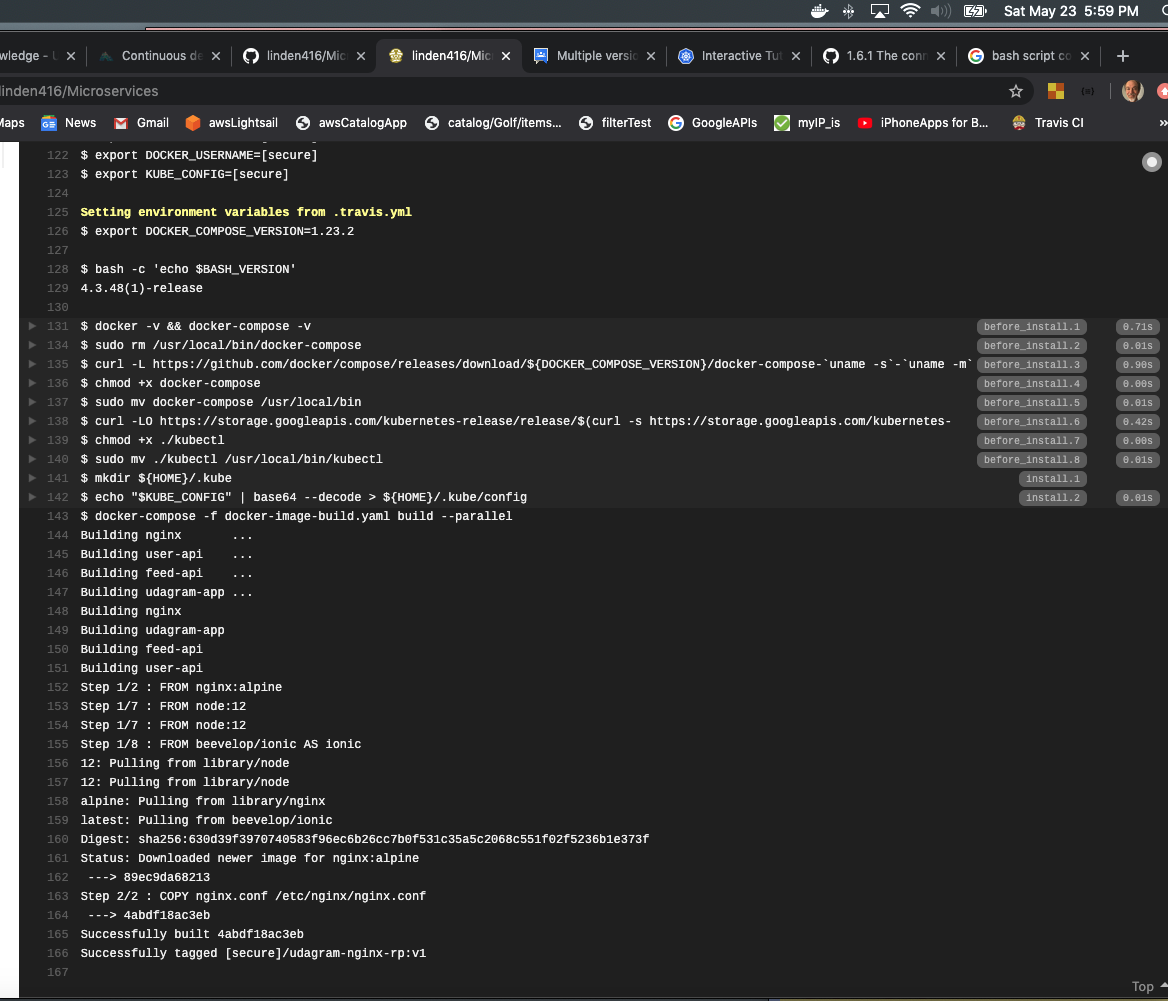 Sat May 23 5:59 PM
wledge - U
Continuous de
linden416/Mic
linden416/Mic
Multiple versio
Interactive Tut
1.6.1 The conn
bash script co
linden416/Microservices
Maps
News
Gmail
awsLightsail
awsCatalogApp
catalog/Golf/items...
filterTest
GoogleAPIs
myIP_is
iPhoneApps for B...
Travis CI
»
122 $ export DOCKER_USERNAME=[secure]
123 $ export KUBE_CONFIG=[secure]
124
125 Setting environment variables from .travis.yml
126 $ export DOCKER_COMPOSE_VERSION=1.23.2
127
128 $ bash -c 'echo $BASH_VERSION'
129 4.3.48(1)-release
130
131 $ docker -v && docker-compose -v before_install.1 0.71s
134 $ sudo rm /usr/local/bin/docker-compose before_install.2 0.01s
135 $ curl -L https://github.com/docker/compose/releases/download/${DOCKER_COMPOSE_VERSION}/docker-compose-`uname -s`-`uname -m` before_install.3 0.90s
136 $ chmod +x docker-compose before_install.4 0.00s
137 $ sudo mv docker-compose /usr/local/bin before_install.5 0.01s
138 $ curl -LO https://storage.googleapis.com/kubernetes-release/release/$(curl -s https://storage.googleapis.com/kubernetes- before_install.6 0.42s
139 $ chmod +x ./kubectl before_install.7 0.00s
140 $ sudo mv ./kubectl /usr/local/bin/kubectl before_install.8 0.01s
141 $ mkdir ${HOME}/.kube install.1
142 $ echo "$KUBE_CONFIG" | base64 --decode > ${HOME}/.kube/config install.2 0.01s
143 $ docker-compose -f docker-image-build.yaml build --parallel
144 Building nginx ...
145 Building user-api ...
146 Building feed-api ...
147 Building udagram-app ...
148 Building nginx
149 Building udagram-app
150 Building feed-api
151 Building user-api
152 Step 1/2 : FROM nginx:alpine
153 Step 1/7 : FROM node:12
154 Step 1/7 : FROM node:12
155 Step 1/8 : FROM beevelop/ionic AS ionic
156 12: Pulling from library/node
157 12: Pulling from library/node
158 alpine: Pulling from library/nginx
159 latest: Pulling from beevelop/ionic
160 Digest: sha256:630d39f3970740583f96ec6b26cc7b0f531c35a5c2068c551f02f5236b1e373f
161 Status: Downloaded newer image for nginx:alpine
162 ---> 89ec9da68213
163 Step 2/2 : COPY nginx.conf /etc/nginx/nginx.conf
164 ---> 4abdf18ac3eb
165 Successfully built 4abdf18ac3eb
166 Successfully tagged [secure]/udagram-nginx-rp:v1
167
Top